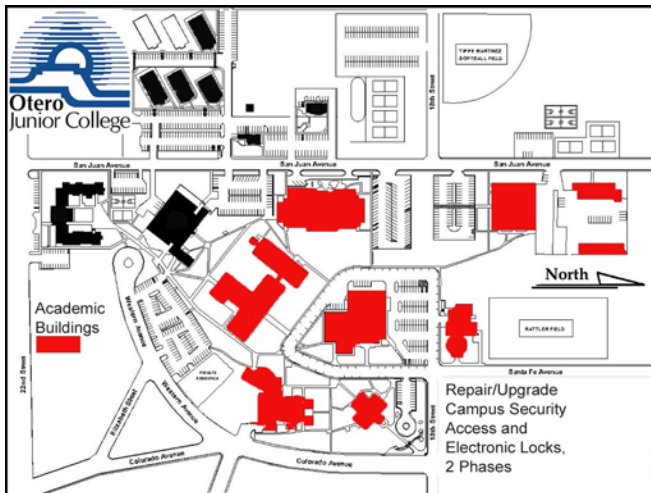 Otero
Junior College
TIPPY MARTINEZ
SOFTBALL FIELD
18th Street
San Juan Avenue
San Juan Avenue
San Juan Avenue
North
Academic
Buildings
Western Avenue
22nd Street
PRIVATE
RESIDENCE
RATTLER FIELD
Santa Fe Avenue
Elizabeth Street
Western Avenue
18th Street
Colorado Avenue
Colorado Avenue
Repair/Upgrade
Campus Security
Access and
Electronic Locks,
2 Phases